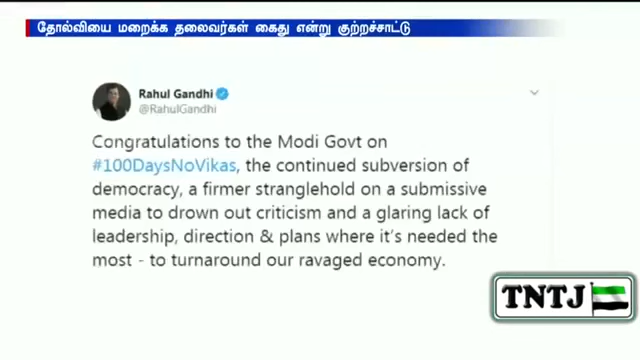 தோல்வியை மறைக்க தலைவர்கள் கைது என்று குற்றச்சாட்டு
Rahul Gandhi
@RahulGandhi
Congratulations to the Modi Govt on
#100DaysNoVikas, the continued subversion of
democracy, a firmer stranglehold on a submissive
media to drown out criticism and a glaring lack of
leadership, direction & plans where it's needed the
most - to turnaround our ravaged economy.
TNTJ